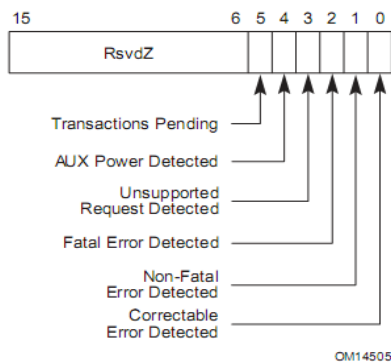 15 6 5 4 3 2 1 0
RsvdZ
Transactions Pending
AUX Power Detected
Unsupported
Request Detected
Fatal Error Detected
Non-Fatal
Error Detected
Correctable
Error Detected
OM14505